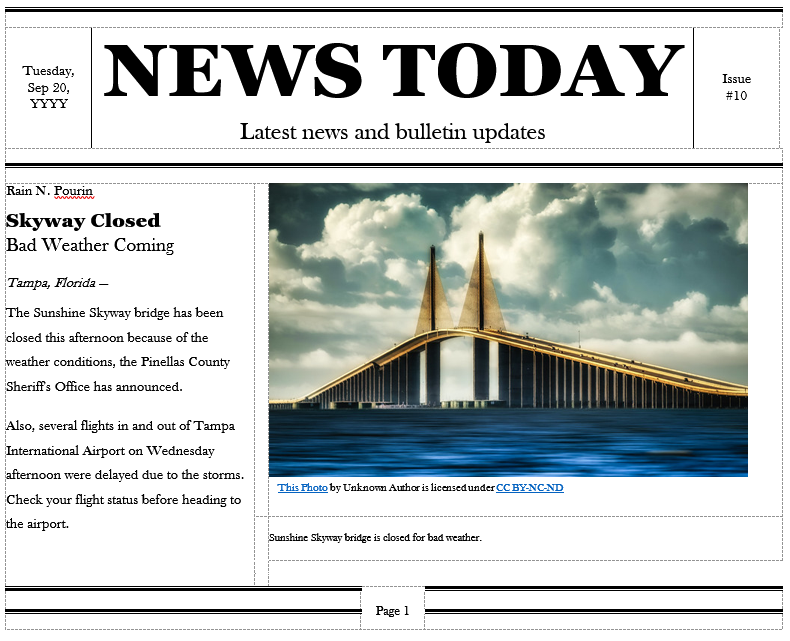 Tuesday,
Sep 20,
YYYY
NEWS TODAY
Latest news and bulletin updates
Issue
#10
Rain N. Pourin
Skyway Closed
Bad Weather Coming
Tampa, Florida —
The Sunshine Skyway bridge has been
closed this afternoon because of the
weather conditions, the Pinellas County
Sheriff's Office has announced.
Also, several flights in and out of Tampa
International Airport on Wednesday
afternoon were delayed due to the storms.
Check your flight status before heading to
the airport.
This Photo by Unknown Author is licensed under CC BY-NC-ND
Sunshine Skyway bridge is closed for bad weather.
Page 1